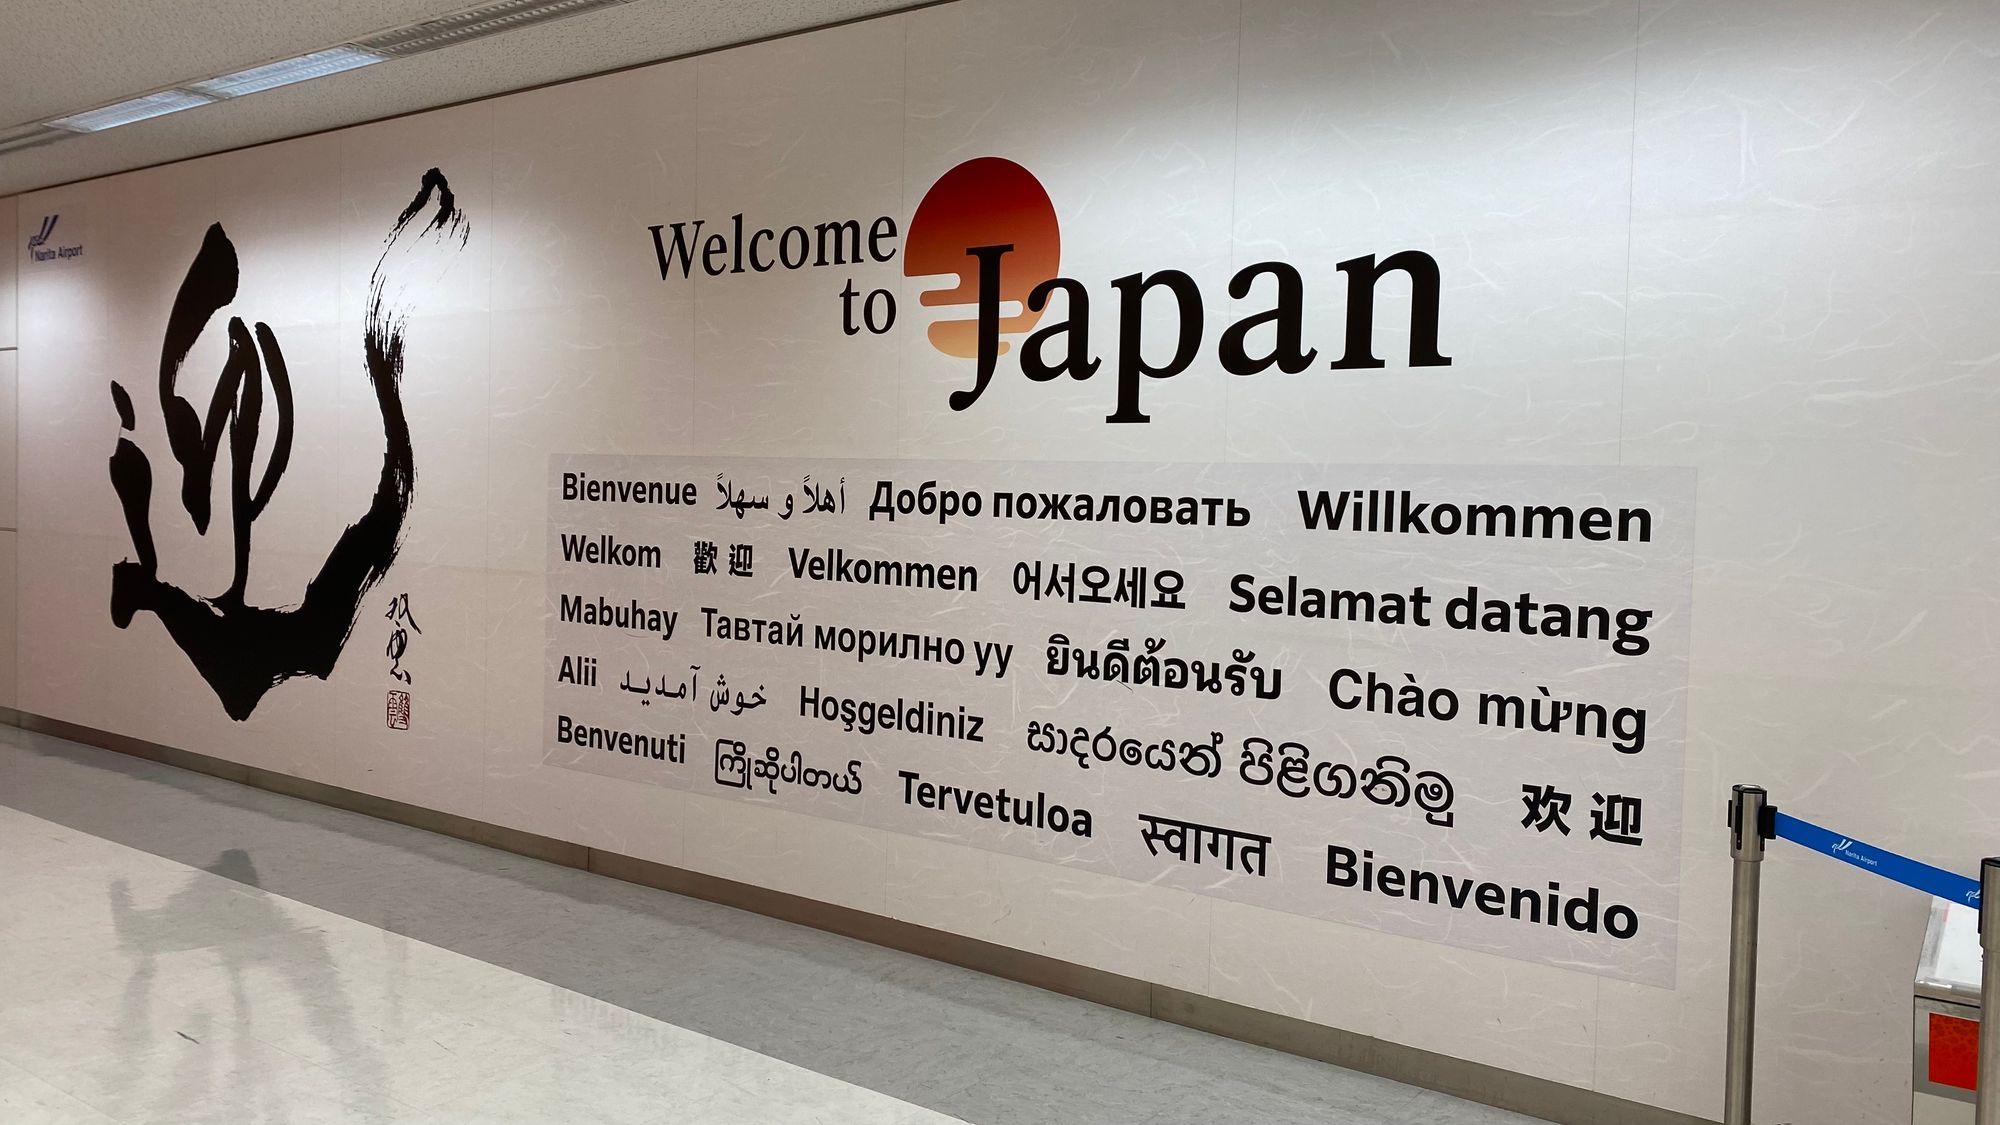 Narita Airport
迎
Welcome
to
Japan
Bienvenue أهلاً و سهلاً Добро пожаловать Willkommen
Welkom 歡迎 Velkommen 어서오세요 Selamat datang
Mabuhay Тавтай морилно уу ยินดีต้อนรับ Chào mừng
Alii خوش آمدید Hoşgeldiniz සාදරයෙන් පිළිගනිමු 欢迎
Benvenuti ကြိုဆိုပါတယ် Tervetuloa स्वागत Bienvenido
Narita Airport